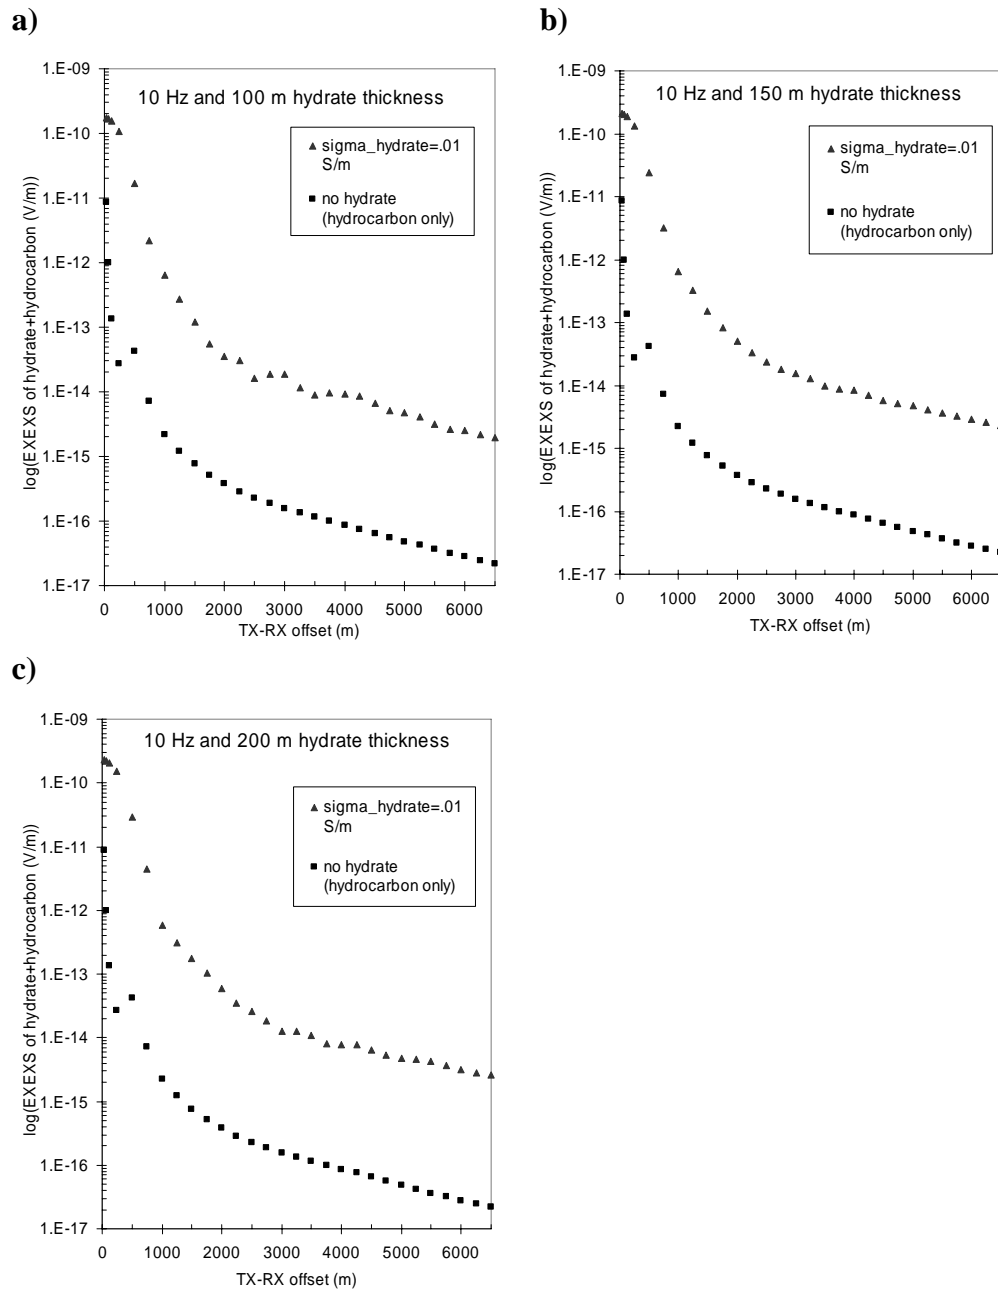 a)
10 Hz and 100 m hydrate thickness
sigma_hydrate=.01
S/m
no hydrate
(hydrocarbon only)
log(EXEXS of hydrate+hydrocarbon (V/m))
1.E-09
1.E-10
1.E-11
1.E-12
1.E-13
1.E-14
1.E-15
1.E-16
1.E-17
0 1000 2000 3000 4000 5000 6000
TX-RX offset (m)
b)
10 Hz and 150 m hydrate thickness
sigma_hydrate=.01
S/m
no hydrate
(hydrocarbon only)
log(EXEXS of hydrate+hydrocarbon (V/m))
1.E-09
1.E-10
1.E-11
1.E-12
1.E-13
1.E-14
1.E-15
1.E-16
1.E-17
0 1000 2000 3000 4000 5000 6000
TX-RX offset (m)
c)
10 Hz and 200 m hydrate thickness
sigma_hydrate=.01
S/m
no hydrate
(hydrocarbon only)
log(EXEXS of hydrate+hydrocarbon (V/m))
1.E-09
1.E-10
1.E-11
1.E-12
1.E-13
1.E-14
1.E-15
1.E-16
1.E-17
0 1000 2000 3000 4000 5000 6000
TX-RX offset (m)